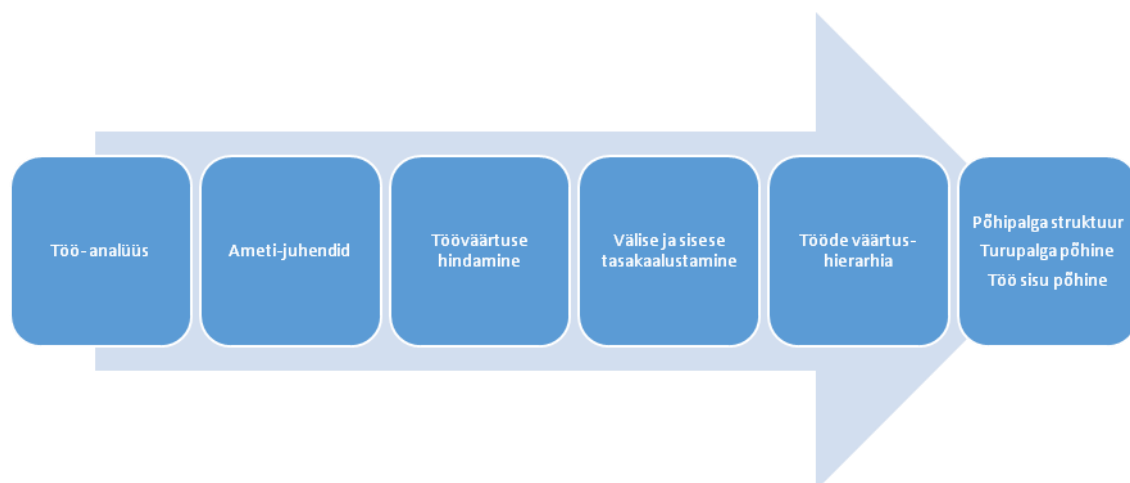 Töö- analüüs
Ameti-juhendid
Tööväärtuse
hindamine
Välise ja sisese
tasakaalustamine
Tööde väärtus-
hierarhia
Põhipalga struktuur
Turupalga põhine
Töö sisu põhine